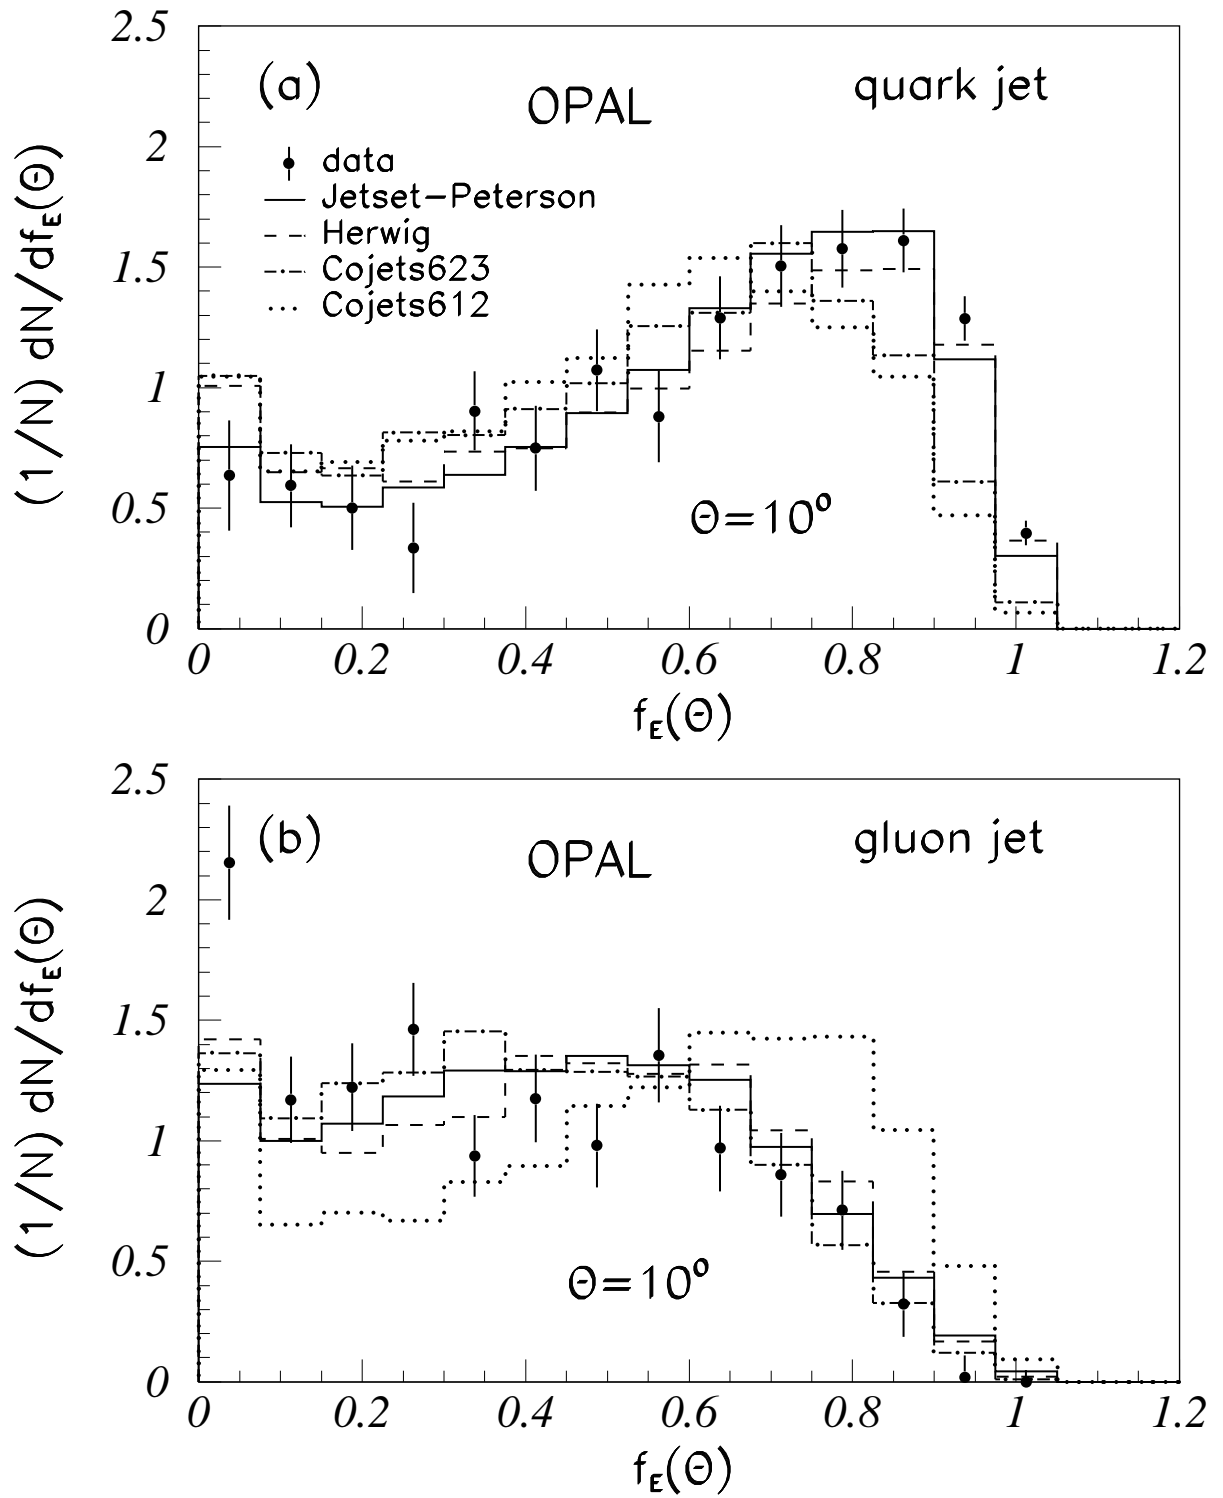 2.5
(a)
OPAL
quark jet
2
data
Jetset-Peterson
Herwig
Cojets623
Cojets612
1.5
1
0.5
Θ=10°
0
(1/N) dN/df_E(Θ)
0 0.2 0.4 0.6 0.8 1 1.2
f_E(Θ)
2.5
(b)
OPAL
gluon jet
2
1.5
1
0.5
Θ=10°
0
(1/N) dN/df_E(Θ)
0 0.2 0.4 0.6 0.8 1 1.2
f_E(Θ)